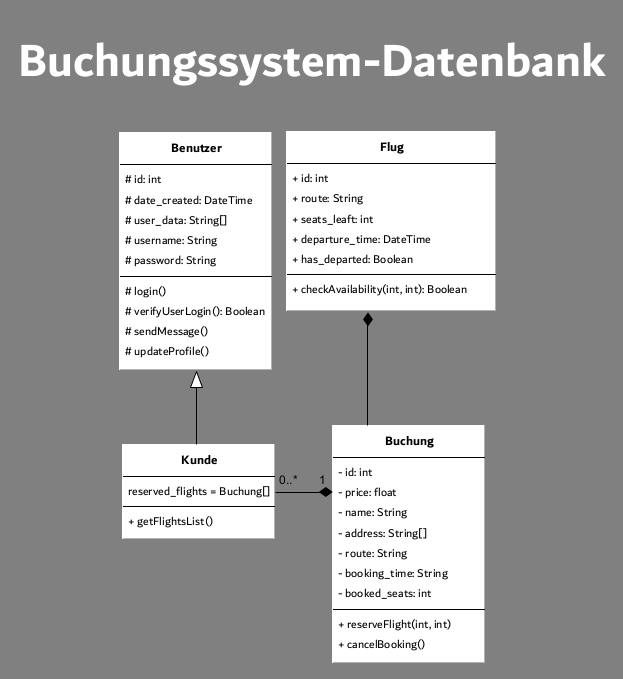 Buchungssystem-Datenbank
Benutzer
# id: int
# date_created: DateTime
# user_data: String[]
# username: String
# password: String
# login()
# verifyUserLogin(): Boolean
# sendMessage()
# updateProfile()
Flug
+ id: int
+ route: String
+ seats_leaft: int
+ departure_time: DateTime
+ has_departed: Boolean
+ checkAvailability(int, int): Boolean
Kunde
reserved_flights = Buchung[]
+ getFlightsList()
0..*
1
Buchung
- id: int
- price: float
- name: String
- address: String[]
- route: String
- booking_time: String
- booked_seats: int
+ reserveFlight(int, int)
+ cancelBooking()